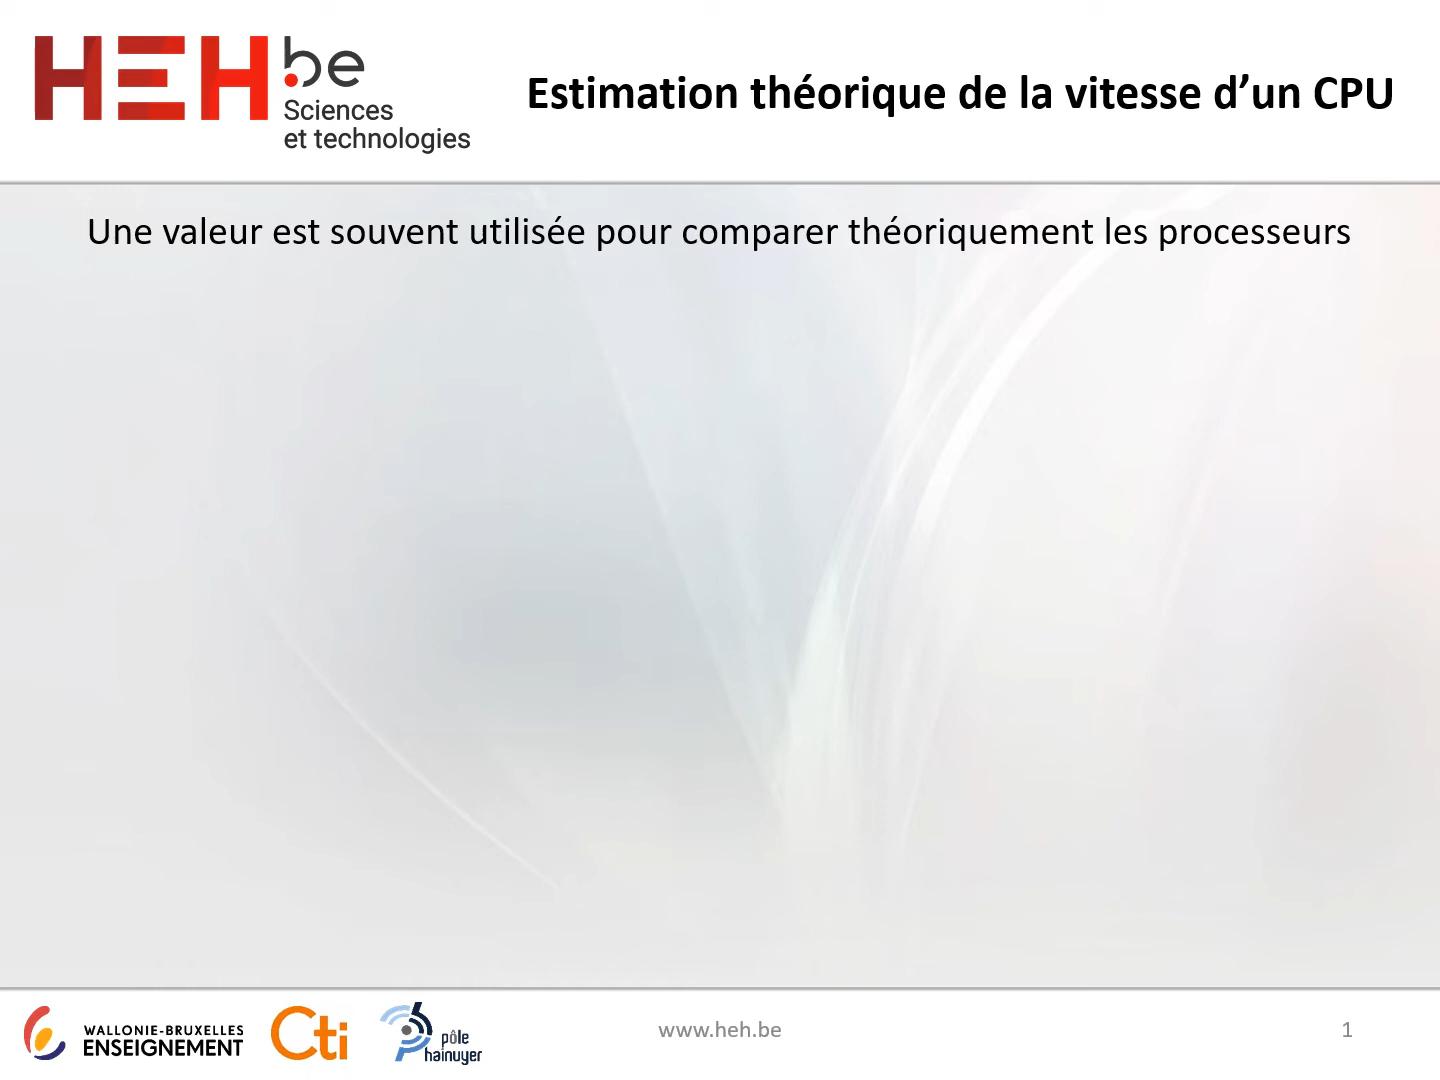 HEH.be
Sciences
et technologies
Estimation théorique de la vitesse d’un CPU
Une valeur est souvent utilisée pour comparer théoriquement les processeurs
WALLONIE-BRUXELLES
ENSEIGNEMENT
Cti
pôle
hainuyer
www.heh.be
1